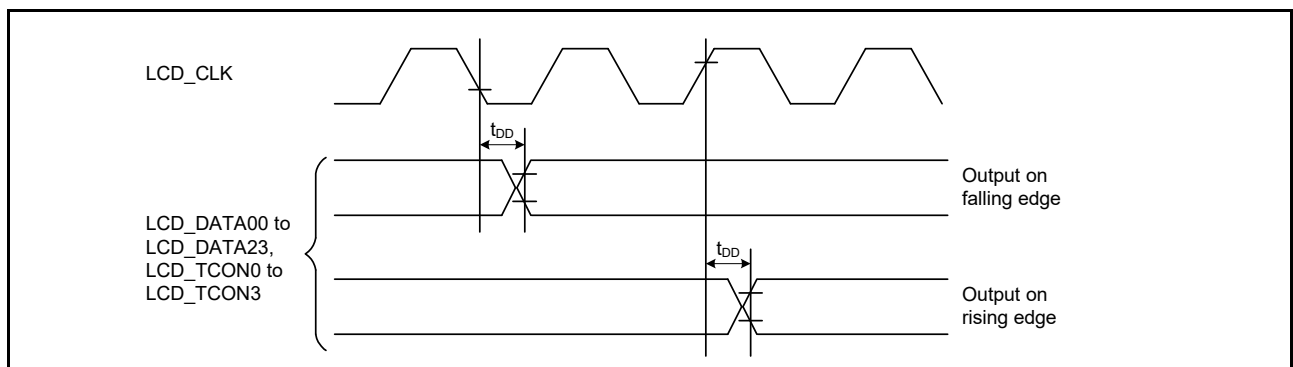 LCD_CLK
tDD
Output on
falling edge
LCD_DATA00 to
LCD_DATA23,
LCD_TCON0 to
LCD_TCON3
tDD
Output on
rising edge